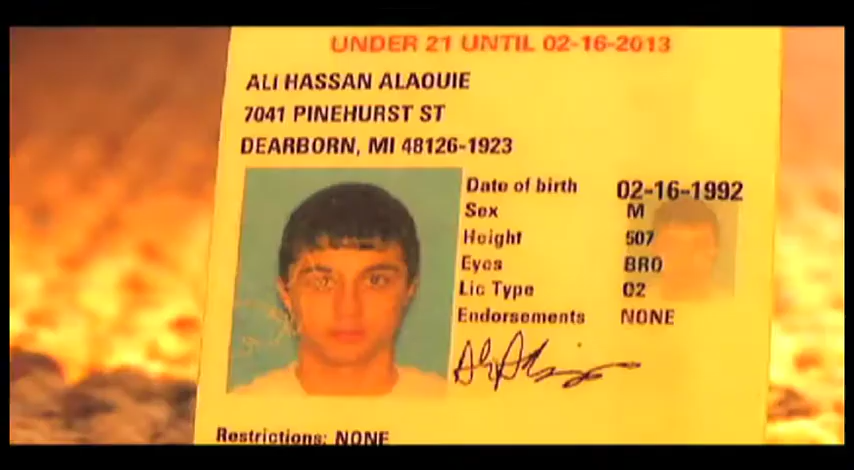 UNDER 21 UNTIL 02-16-2013
ALI HASSAN ALAOUIE
7041 PINEHURST ST
DEARBORN, MI 48126-1923
Date of birth 02-16-1992
Sex M
Height 507
Eyes BRO
Lic Type O2
Endorsements NONE
Restrictions: NONE